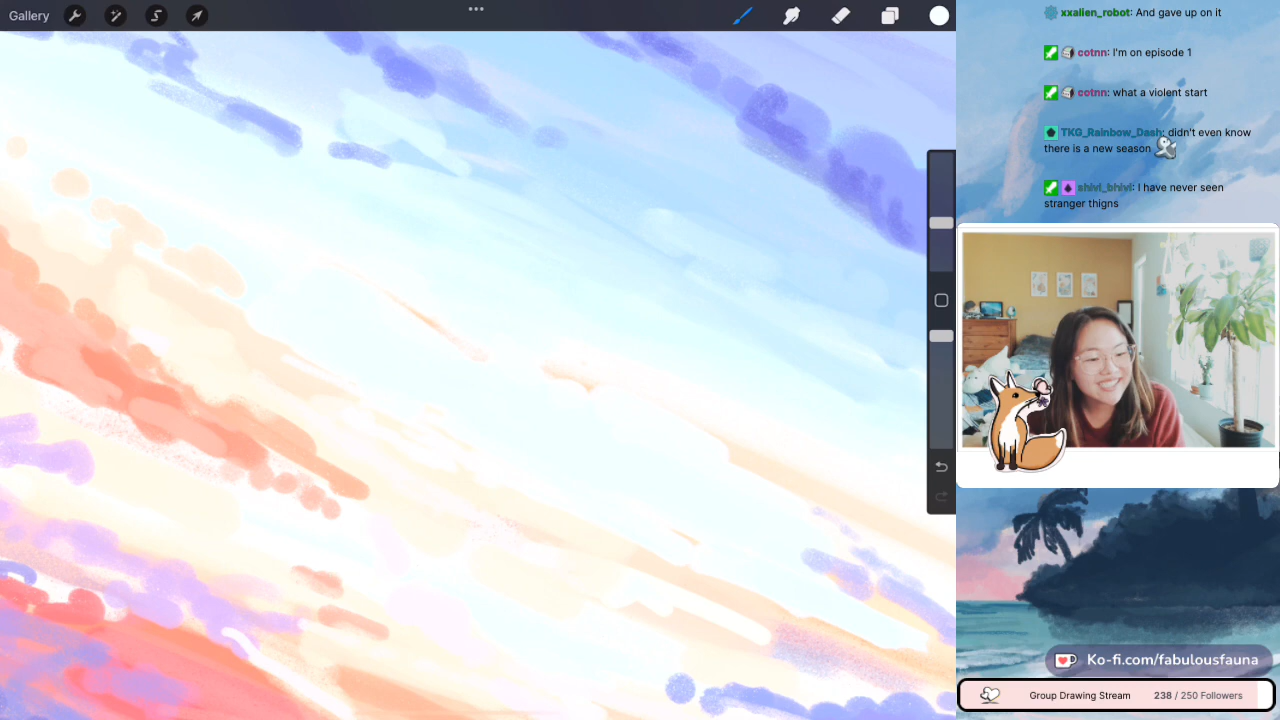 Gallery
xxalien_robot: And gave up on it
cotnn: I'm on episode 1
cotnn: what a violent start
TKG_Rainbow_Dash: didn't even know
there is a new season
shivi_bhivi: I have never seen
stranger thigns
Ko-fi.com/fabulousfauna
Group Drawing Stream 238 / 250 Followers